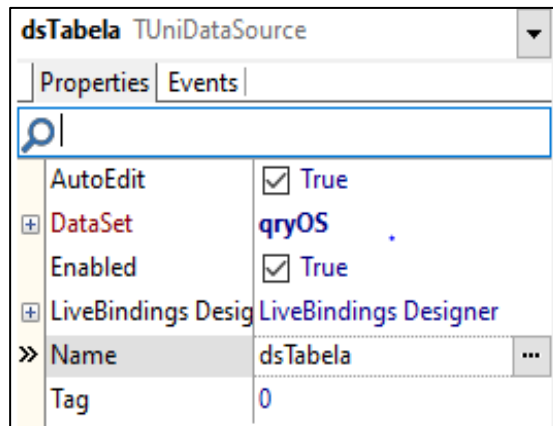 dsTabela TUniDataSource
Properties Events
AutoEdit True
DataSet qryOS
Enabled True
LiveBindings Desig LiveBindings Designer
Name dsTabela ...
Tag 0